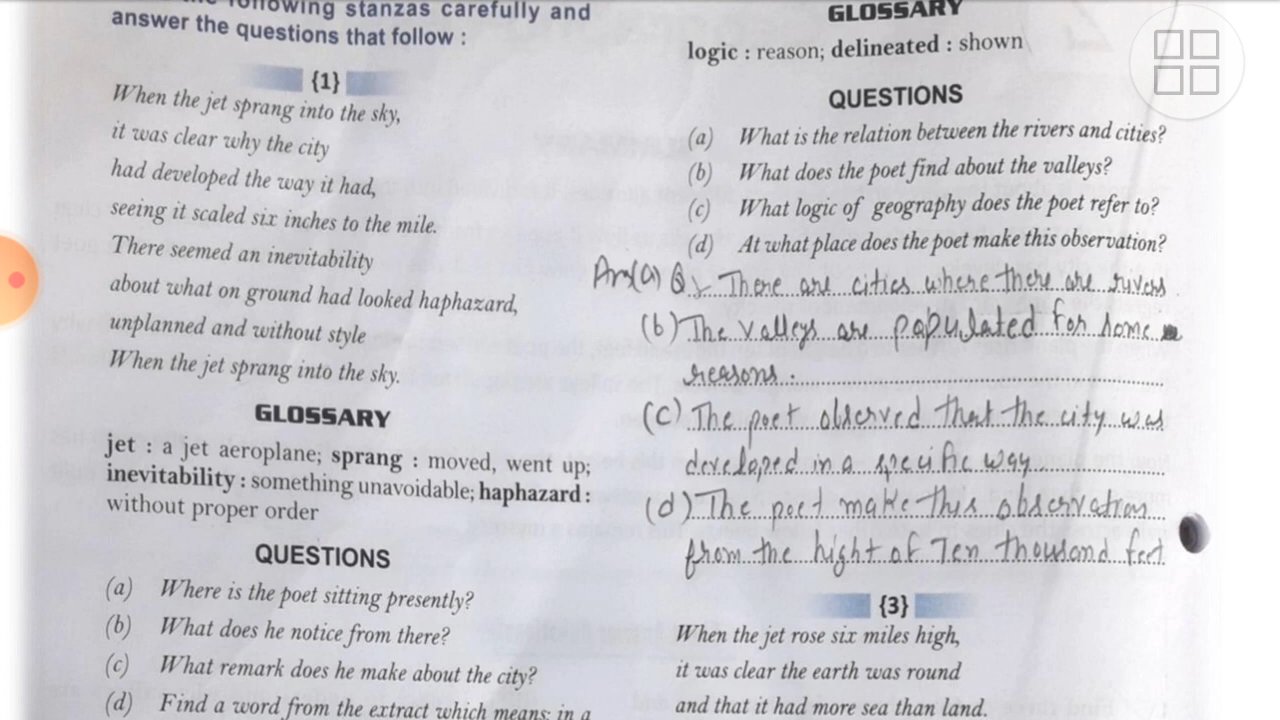 following stanzas carefully and
answer the questions that follow :
{1}
When the jet sprang into the sky,
it was clear why the city
had developed the way it had,
seeing it scaled six inches to the mile.
There seemed an inevitability
about what on ground had looked haphazard,
unplanned and without style
When the jet sprang into the sky.
GLOSSARY
jet : a jet aeroplane; sprang : moved, went up;
inevitability : something unavoidable; haphazard :
without proper order
QUESTIONS
(a) Where is the poet sitting presently?
(b) What does he notice from there?
(c) What remark does he make about the city?
(d) Find a word from the extract which means: in a
GLOSSARY
logic : reason; delineated : shown
QUESTIONS
(a) What is the relation between the rivers and cities?
(b) What does the poet find about the valleys?
(c) What logic of geography does the poet refer to?
(d) At what place does the poet make this observation?
Ans(a) There are cities where there are rivers
(b) The valleys are populated for some
reasons.
(c) The poet observed that the city was
developed in a specific way
(d) The poet make this observation
from the hight of Ten thousand feet
{3}
When the jet rose six miles high,
it was clear the earth was round
and that it had more sea than land.